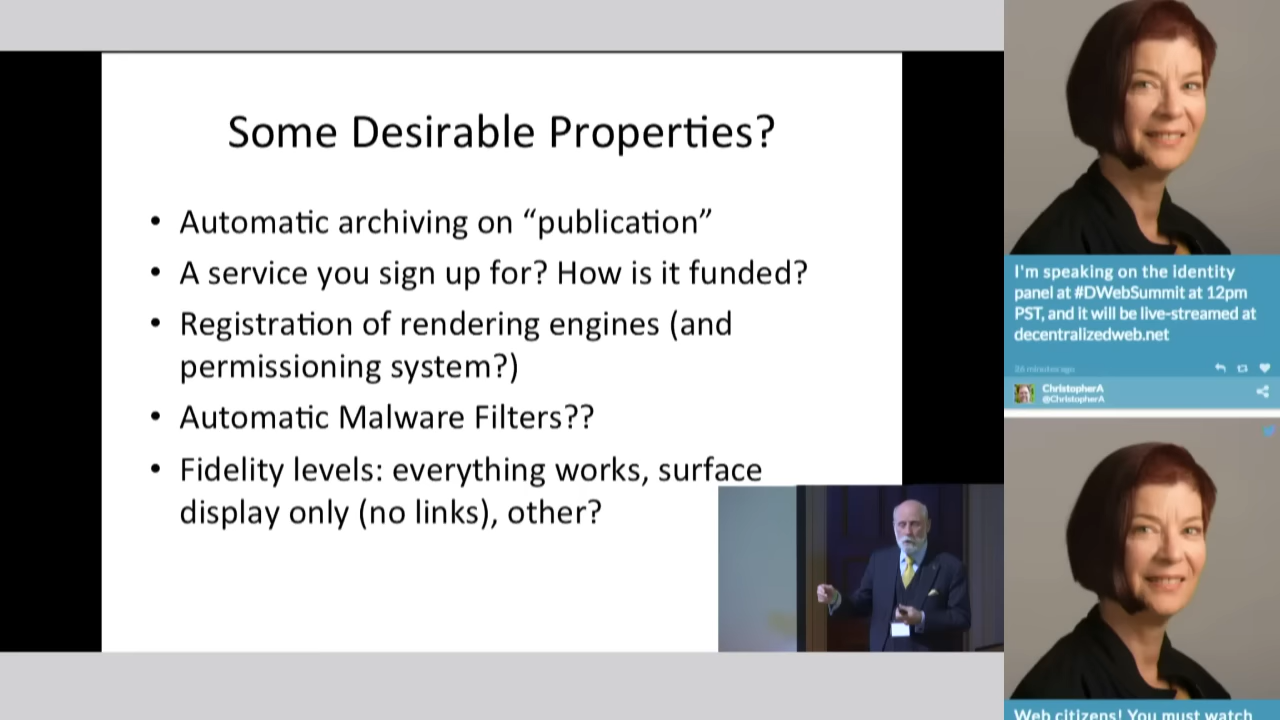 Some Desirable Properties?
• Automatic archiving on “publication”
• A service you sign up for? How is it funded?
• Registration of rendering engines (and
permissioning system?)
• Automatic Malware Filters??
• Fidelity levels: everything works, surface
display only (no links), other?
I'm speaking on the identity
panel at #DWebSummit at 12pm
PST, and it will be live-streamed at
decentralizedweb.net
36 minutes ago
ChristopherA
@ChristopherA
Web citizens! You must watch